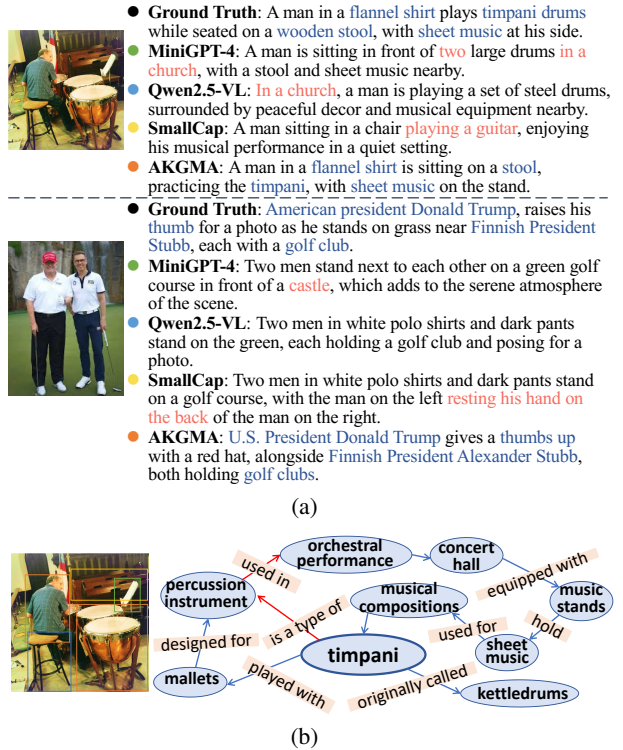 Ground Truth: A man in a flannel shirt plays timpani drums
while seated on a wooden stool, with sheet music at his side.
MiniGPT-4: A man is sitting in front of two large drums in a
church, with a stool and sheet music nearby.
Qwen2.5-VL: In a church, a man is playing a set of steel drums,
surrounded by peaceful decor and musical equipment nearby.
SmallCap: A man sitting in a chair playing a guitar, enjoying
his musical performance in a quiet setting.
AKGMA: A man in a flannel shirt is sitting on a stool,
practicing the timpani, with sheet music on the stand.
Ground Truth: American president Donald Trump, raises his
thumb for a photo as he stands on grass near Finnish President
Stubb, each with a golf club.
MiniGPT-4: Two men stand next to each other on a green golf
course in front of a castle, which adds to the serene atmosphere
of the scene.
Qwen2.5-VL: Two men in white polo shirts and dark pants
stand on the green, each holding a golf club and posing for a
photo.
SmallCap: Two men in white polo shirts and dark pants stand
on a golf course, with the man on the left resting his hand on
the back of the man on the right.
AKGMA: U.S. President Donald Trump gives a thumbs up
with a red hat, alongside Finnish President Alexander Stubb,
both holding golf clubs.
(a)
orchestral
performance
concert
hall
used in
equipped with
percussion
instrument
musical
compositions
music
stands
is a type of
hold
designed for
used for
timpani
sheet
music
mallets
played with
originally called
kettledrums
(b)